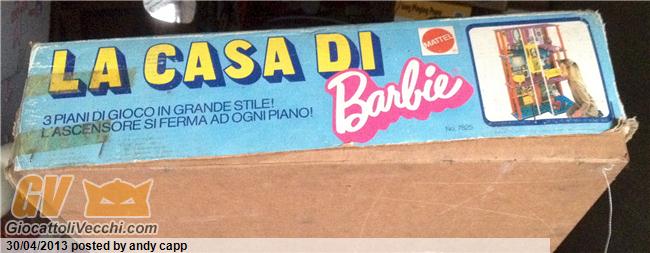 LA CASA DI
Barbie
MATTEL
3 PIANI DI GIOCO IN GRANDE STILE!
L'ASCENSORE SI FERMA AD OGNI PIANO!
No. 7825
GV
GiocattoliVecchi.com
30/04/2013 posted by andy capp